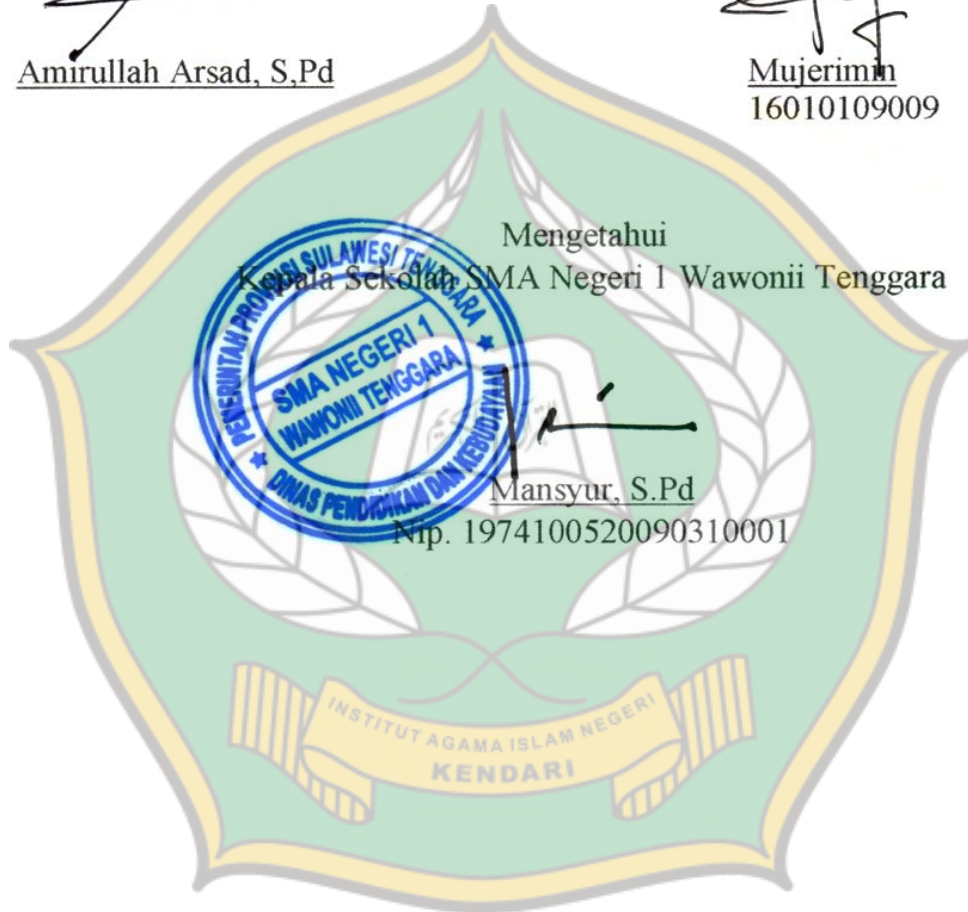 Amirullah Arsad, S,Pd
Mujerimin
16010109009
Mengetahui
Kepala Sekolah SMA Negeri 1 Wawonii Tenggara
PEMERINTAH PROVINSI SULAWESI TENGGARA
SMA NEGERI 1
WAWONII TENGGARA
DINAS PENDIDIKAN DAN KEBUDAYAAN
Mansyur, S.Pd
Nip. 1974100520090310001
INSTITUT AGAMA ISLAM NEGERI
KENDARI